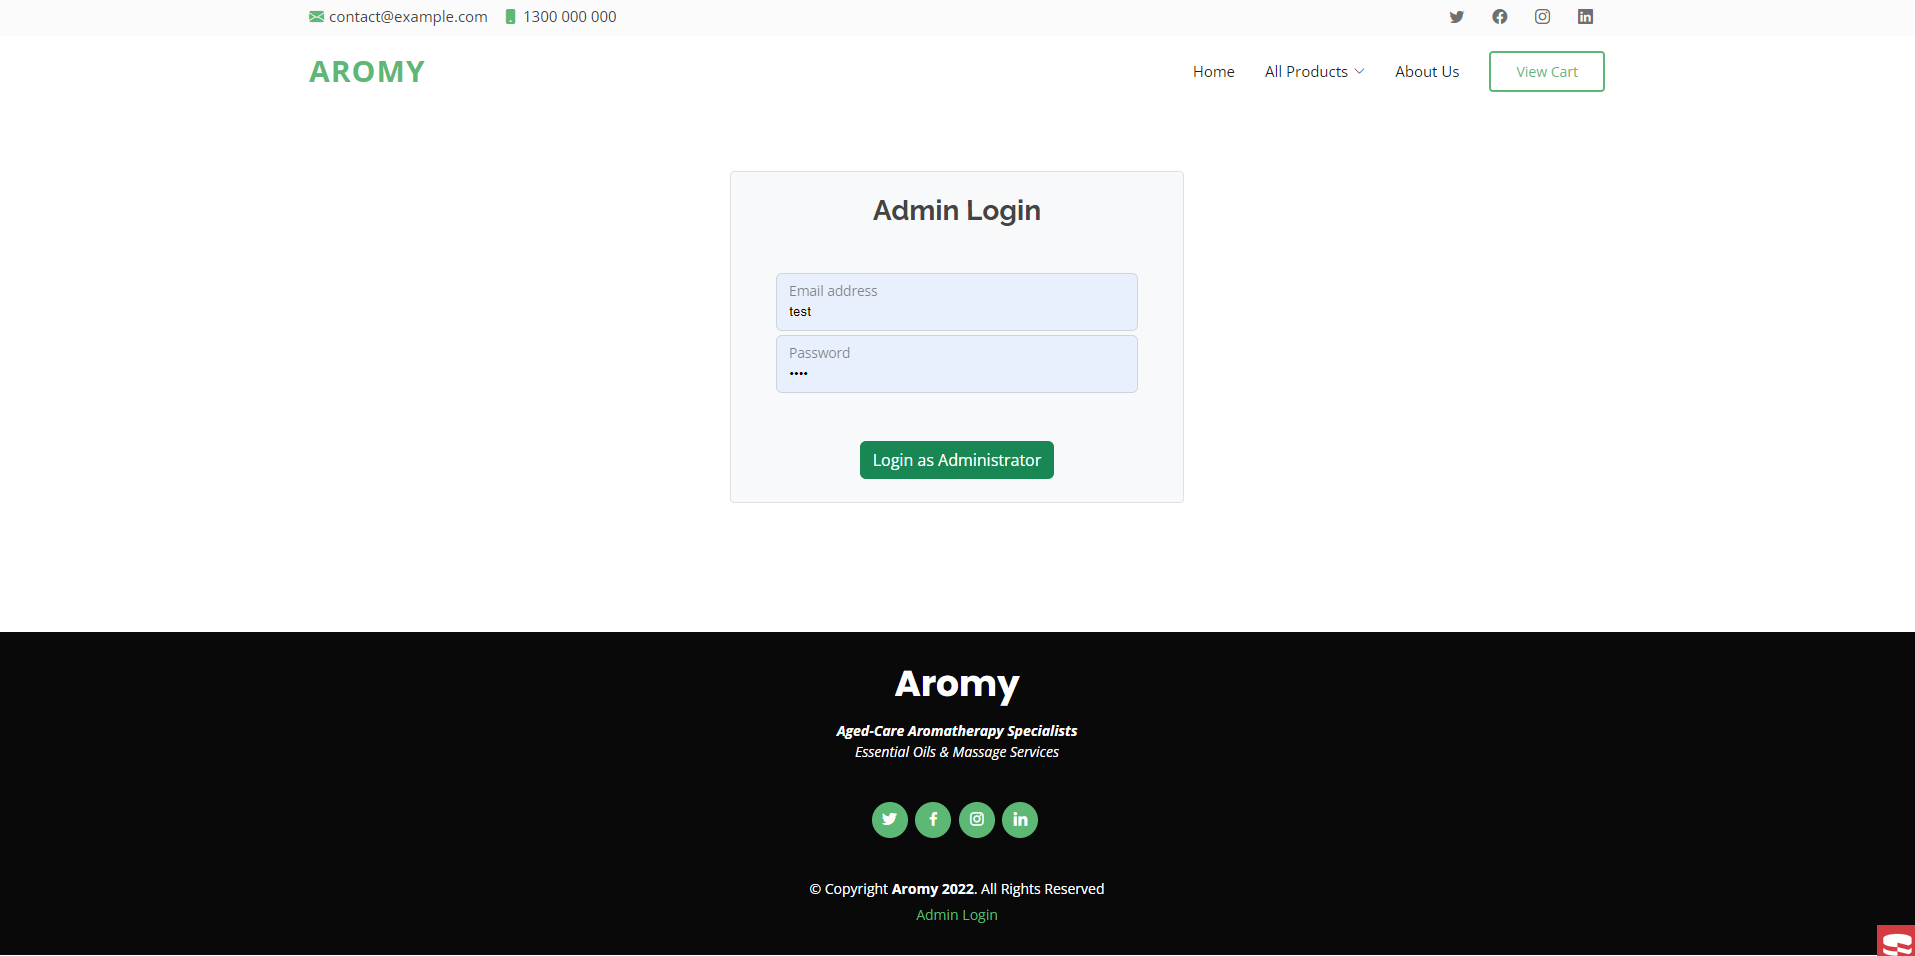 contact@example.com 1300 000 000
AROMY
Home All Products About Us View Cart
Admin Login
Email address
test
Password
••••
Login as Administrator
Aromy
Aged-Care Aromatherapy Specialists
Essential Oils & Massage Services
© Copyright Aromy 2022. All Rights Reserved
Admin Login